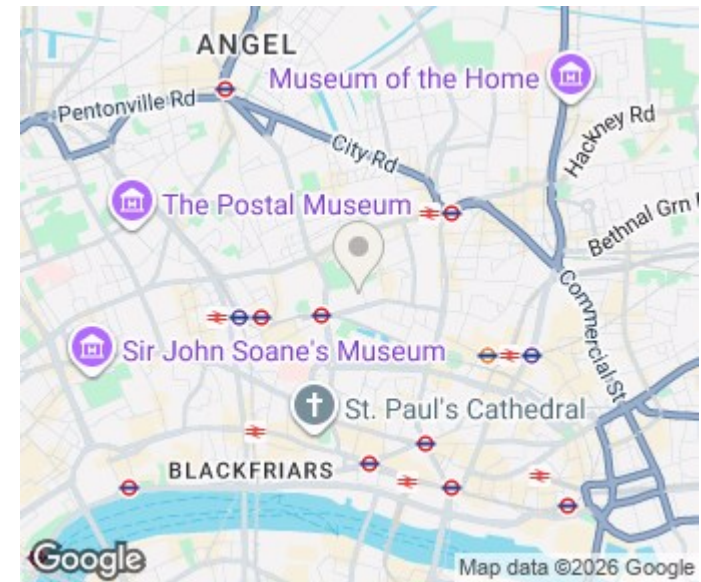 ANGEL
Museum of the Home
Pentonville Rd
City Rd
Hackney Rd
The Postal Museum
Bethnal Grn
Commercial St
Sir John Soane's Museum
St. Paul's Cathedral
BLACKFRIARS
Google
Map data ©2026 Google